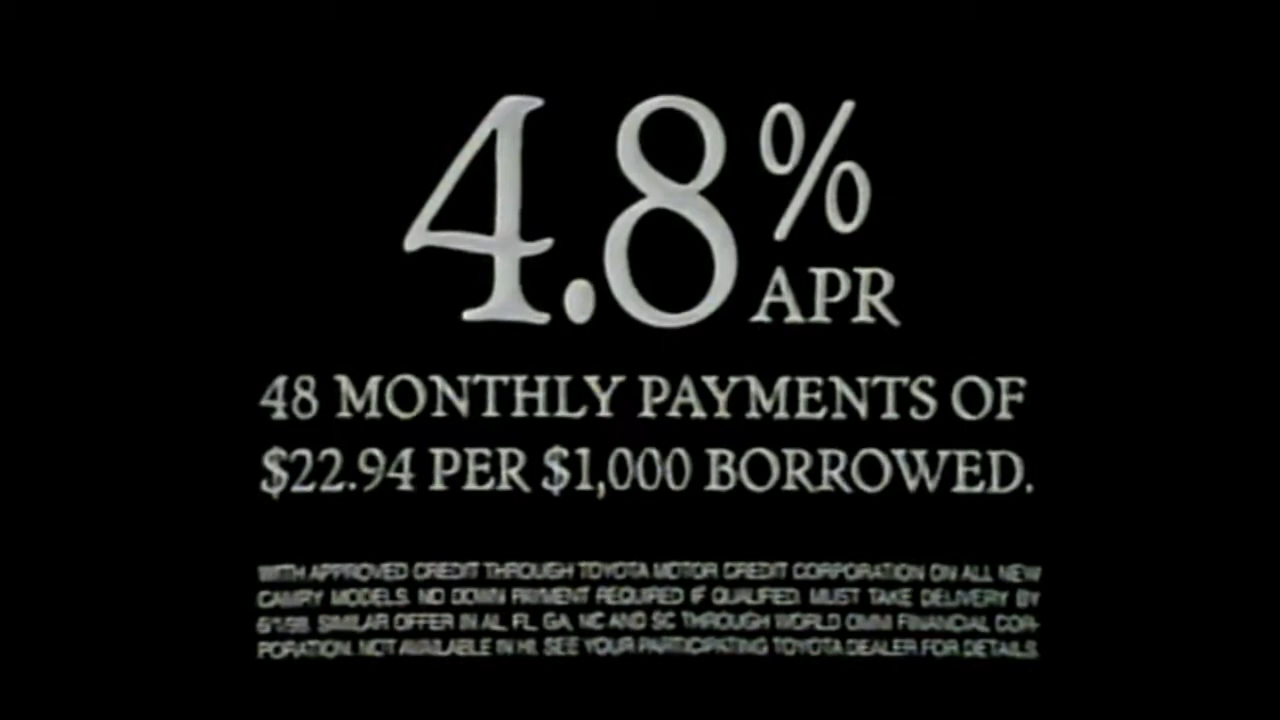 4.8%
APR
48 MONTHLY PAYMENTS OF
$22.94 PER $1,000 BORROWED.
WITH APPROVED CREDIT THROUGH TOYOTA MOTOR CREDIT CORPORATION ON ALL NEW
CAMRY MODELS. NO DOWN PAYMENT REQUIRED IF QUALIFIED. MUST TAKE DELIVERY BY
SIMILAR OFFER IN AL, FL, GA, NC AND SC THROUGH WORLD OMNI FINANCIAL COR-
PORATION. NOT AVAILABLE IN HI. SEE YOUR PARTICIPATING TOYOTA DEALER FOR DETAILS.